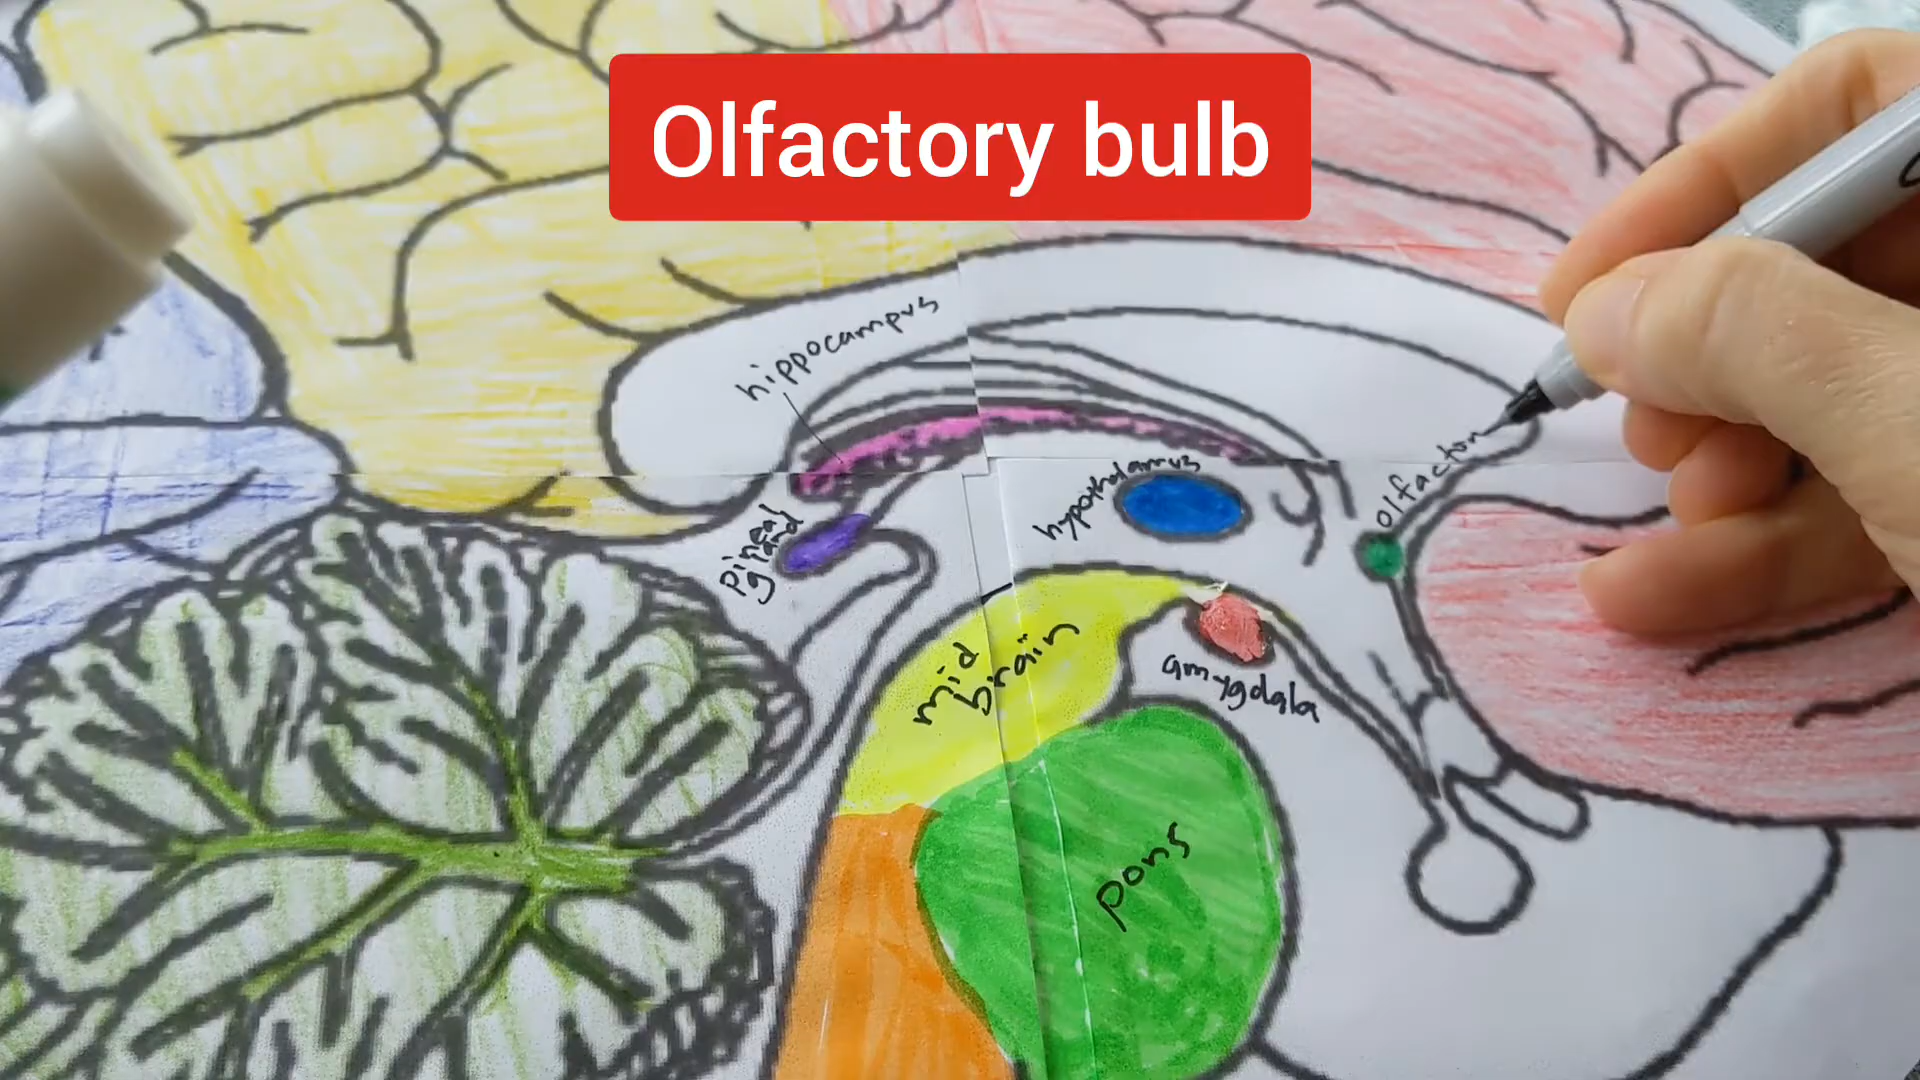 Olfactory bulb
hippocampus
hypothalamus
olfactor
pineal
gland
mid
brain
amygdala
pons